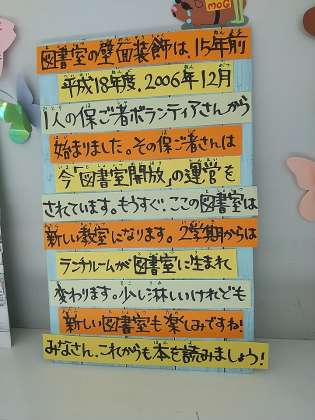 MOG
図書室の壁面装飾は、15年前
平成18年度、2006年12月
1人の保ご者ボランティアさんから
始まりました。その保ご者さんは
今「図書室開放」の運営を
されています。もうすぐ、ここの図書室は
新しい教室になります。2学期からは
ランチルームが図書室に生まれ
変わります。少し淋しいけれども
新しい図書室も楽しみですね!
みなさん、これからも本を読みましょう!